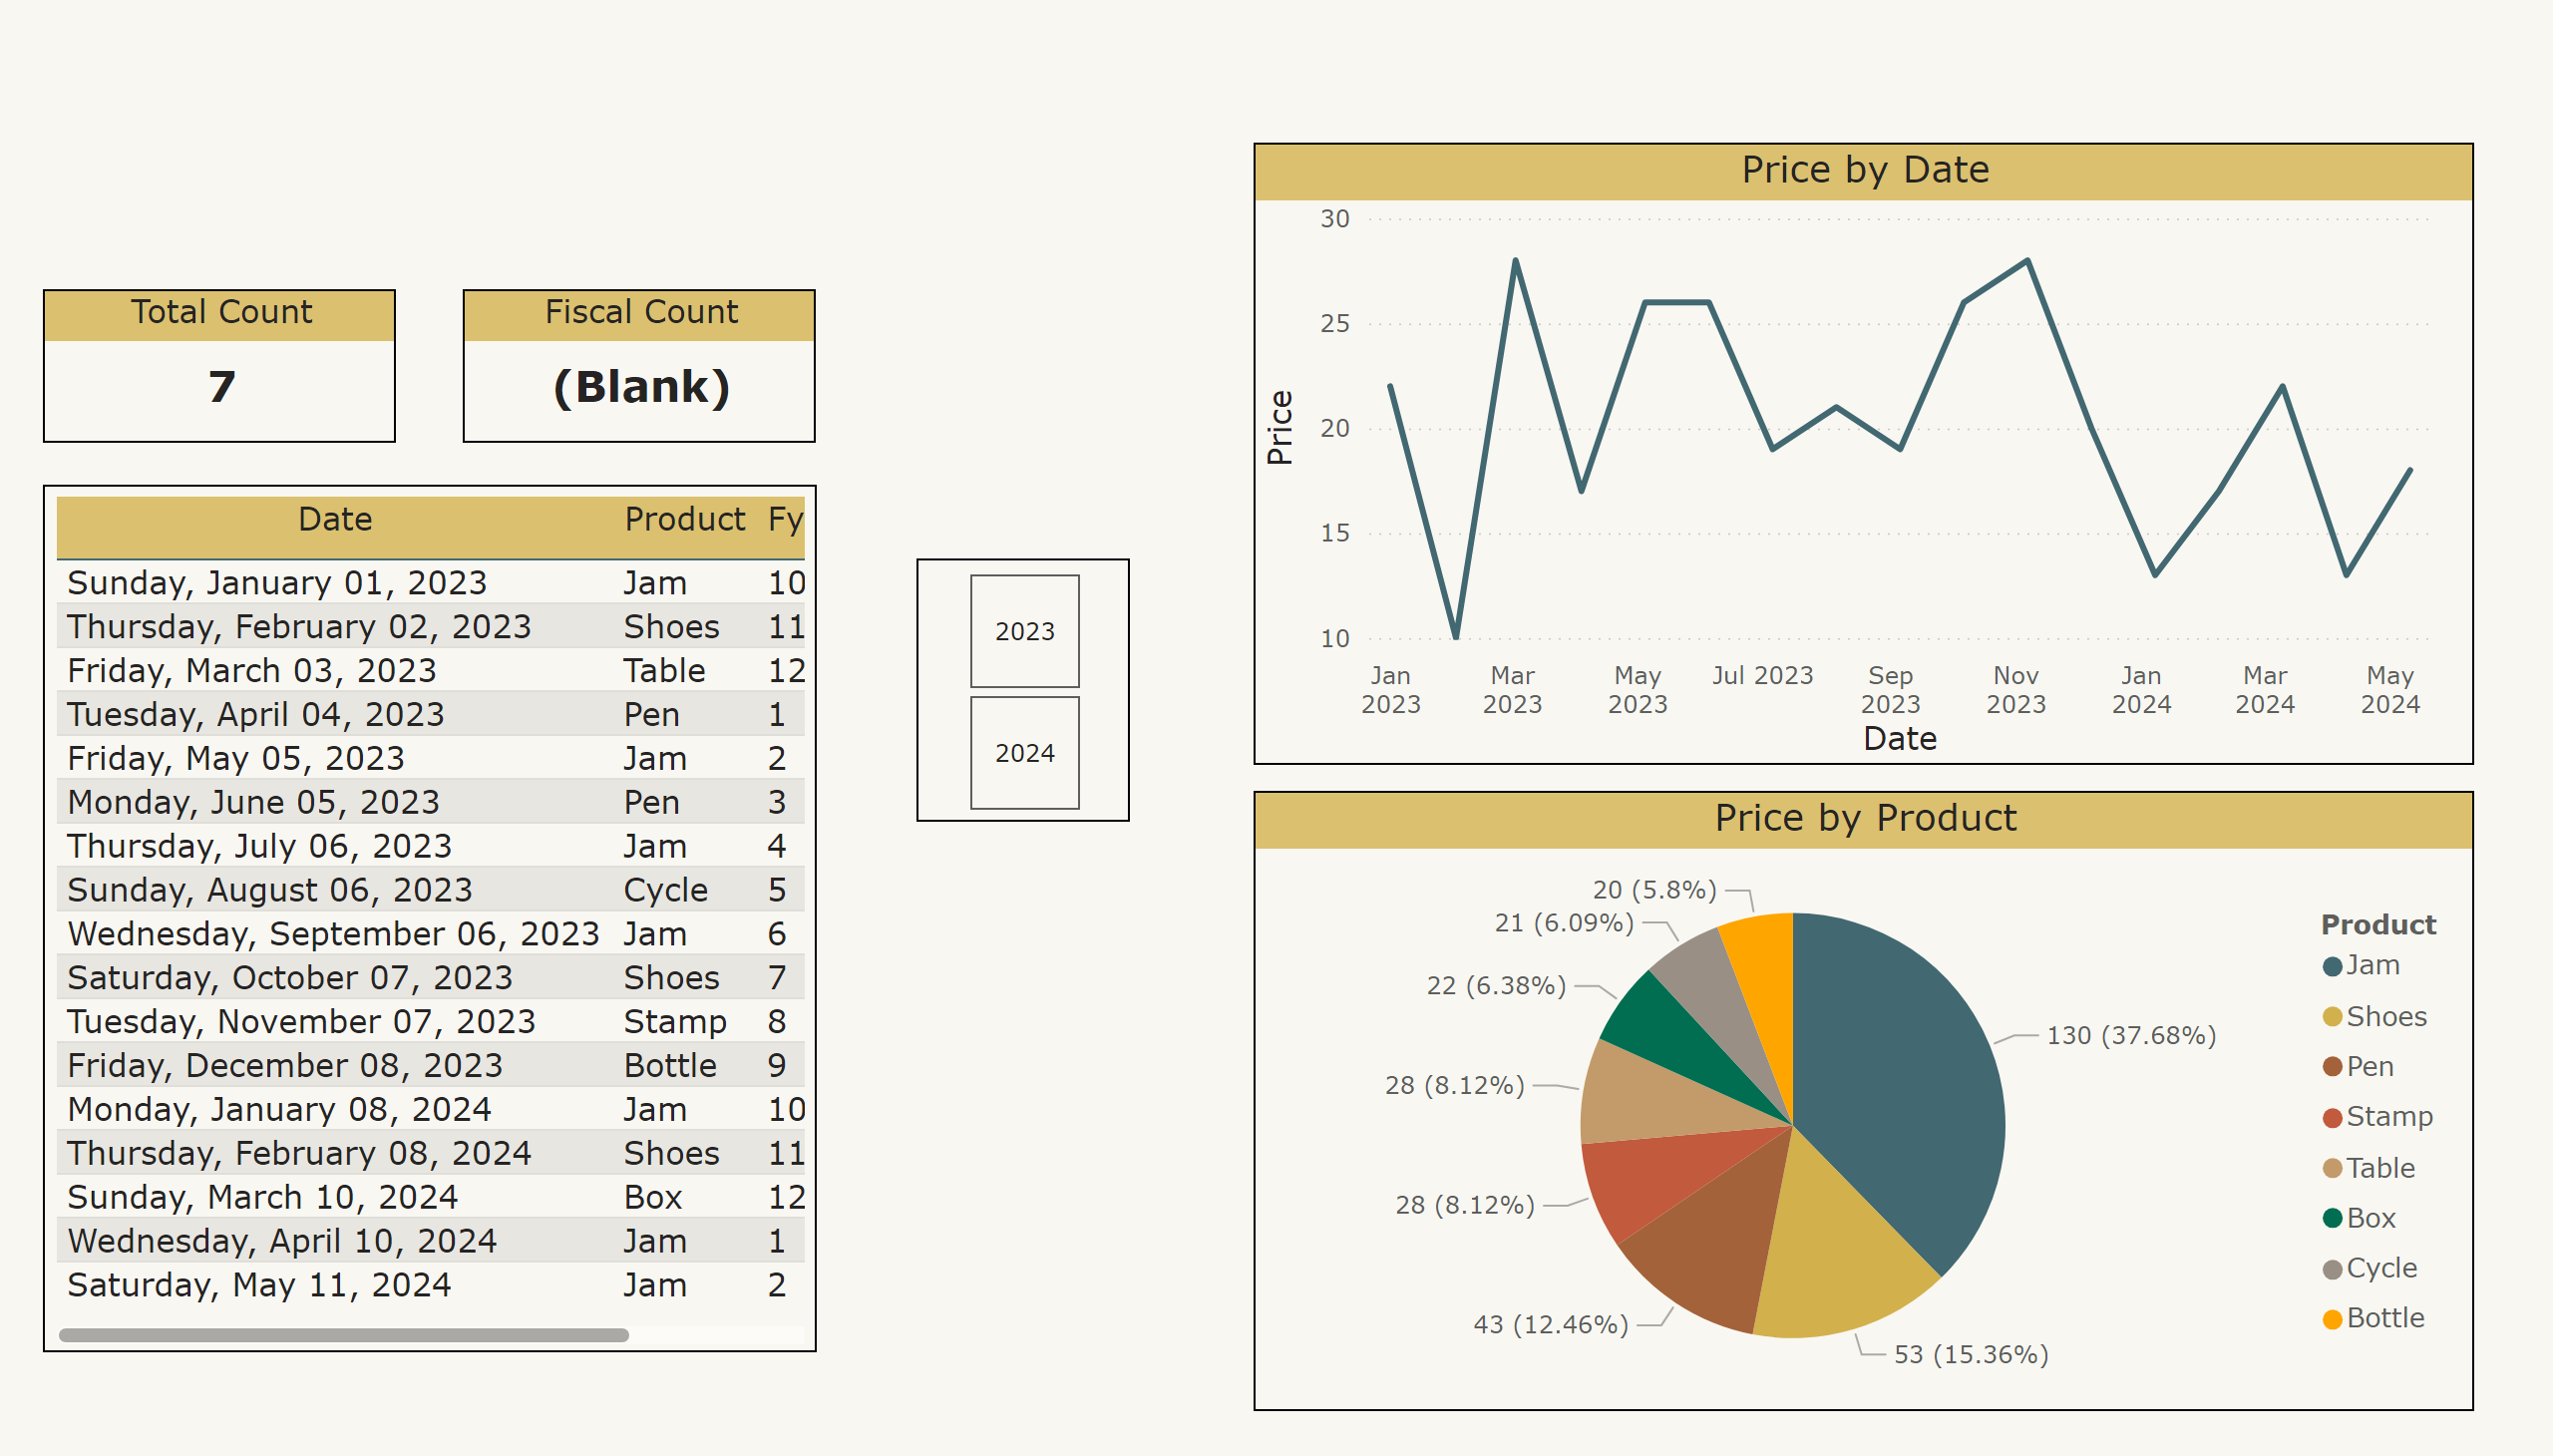 Total Count
7
Fiscal Count
(Blank)
Date Product Fy
Sunday, January 01, 2023 Jam 10
Thursday, February 02, 2023 Shoes 11
Friday, March 03, 2023 Table 12
Tuesday, April 04, 2023 Pen 1
Friday, May 05, 2023 Jam 2
Monday, June 05, 2023 Pen 3
Thursday, July 06, 2023 Jam 4
Sunday, August 06, 2023 Cycle 5
Wednesday, September 06, 2023 Jam 6
Saturday, October 07, 2023 Shoes 7
Tuesday, November 07, 2023 Stamp 8
Friday, December 08, 2023 Bottle 9
Monday, January 08, 2024 Jam 10
Thursday, February 08, 2024 Shoes 11
Sunday, March 10, 2024 Box 12
Wednesday, April 10, 2024 Jam 1
Saturday, May 11, 2024 Jam 2
2023
2024
Price by Date
Price
30
25
20
15
10
Jan 2023
Mar 2023
May 2023
Jul 2023
Sep 2023
Nov 2023
Jan 2024
Mar 2024
May 2024
Date
Price by Product
20 (5.8%)
21 (6.09%)
22 (6.38%)
28 (8.12%)
28 (8.12%)
43 (12.46%)
53 (15.36%)
130 (37.68%)
Product
Jam
Shoes
Pen
Stamp
Table
Box
Cycle
Bottle